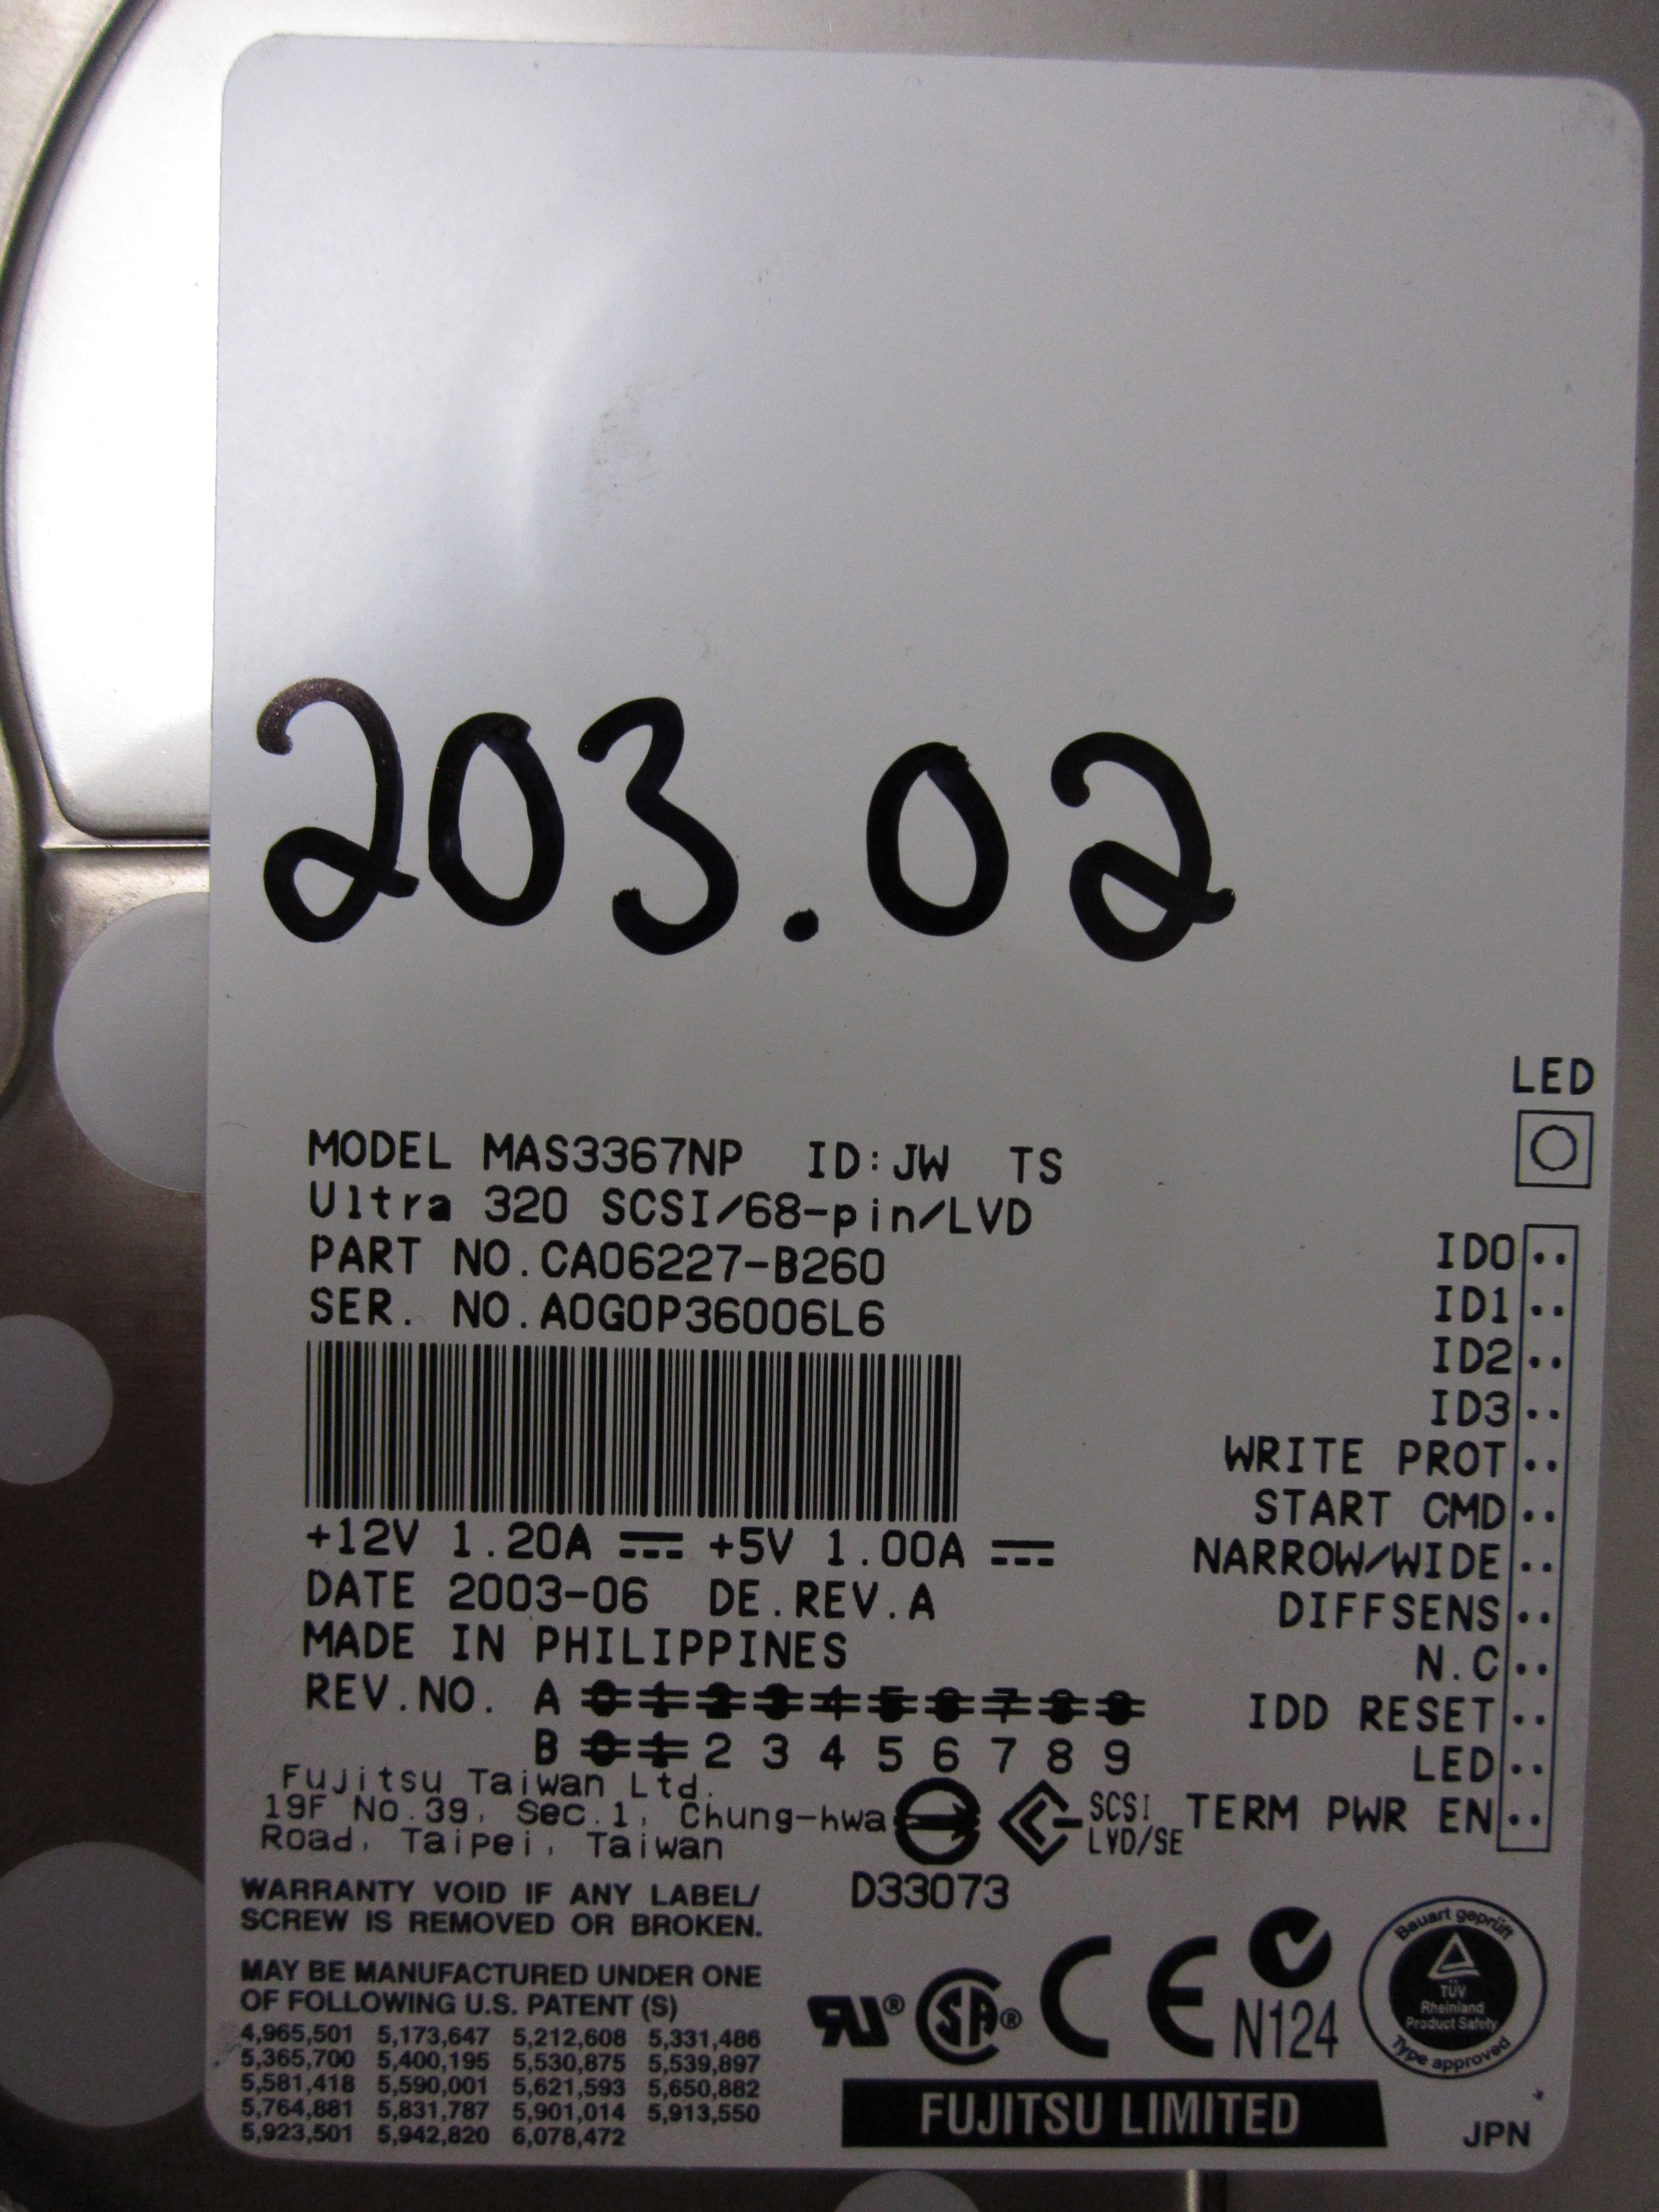 203.02
LED
MODEL MAS3367NP ID:JW TS
Ultra 320 SCSI/68-pin/LVD
PART NO.CA06227-B260
SER. NO.A0G0P36006L6
+12V 1.20A +5V 1.00A
DATE 2003-06 DE.REV.A
MADE IN PHILIPPINES
REV.NO. A 0 1 2 3 4 5 6 7 8 9
B 0 1 2 3 4 5 6 7 8 9
Fujitsu Taiwan Ltd.
19F No.39, Sec.1, Chung-hwa
Road, Taipei, Taiwan
ID0
ID1
ID2
ID3
WRITE PROT
START CMD
NARROW/WIDE
DIFFSENS
N.C
IDD RESET
LED
TERM PWR EN
SCSI
LVD/SE
D33073
WARRANTY VOID IF ANY LABEL/
SCREW IS REMOVED OR BROKEN.
MAY BE MANUFACTURED UNDER ONE
OF FOLLOWING U.S. PATENT (S)
4,965,501 5,173,647 5,212,608 5,331,486
5,365,700 5,400,195 5,530,875 5,539,897
5,581,418 5,590,001 5,621,593 5,650,882
5,764,881 5,831,787 5,901,014 5,913,550
5,923,501 5,942,820 6,078,472
RU® SA® CE N124
Bauart geprüft
TÜV
Rheinland
Product Safety
Type approved
FUJITSU LIMITED
JPN